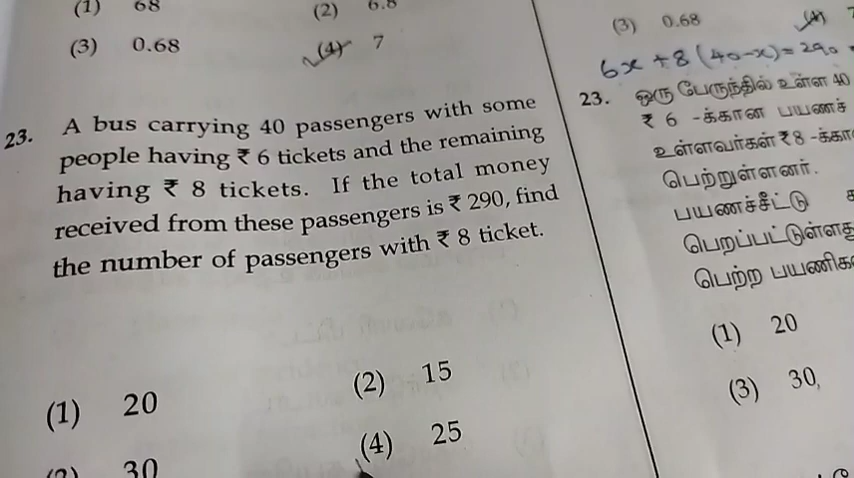 (1) 68 (2) 6.8
(3) 0.68 (4) 7
23. A bus carrying 40 passengers with some
people having ₹ 6 tickets and the remaining
having ₹ 8 tickets. If the total money
received from these passengers is ₹ 290, find
the number of passengers with ₹ 8 ticket.
(1) 20 (2) 15
(3) 30 (4) 25
(3) 0.68 (4) 7
6x + 8(40-x) = 290
23. ஒரு பேருந்தில் உள்ள 40
₹ 6 -க்கான பயணச்
உள்ளவர்கள் ₹ 8
பெற்றுள்ளனர்.
பயணச்சீட்டு
பெற்ற
(1) 20
(3) 30,